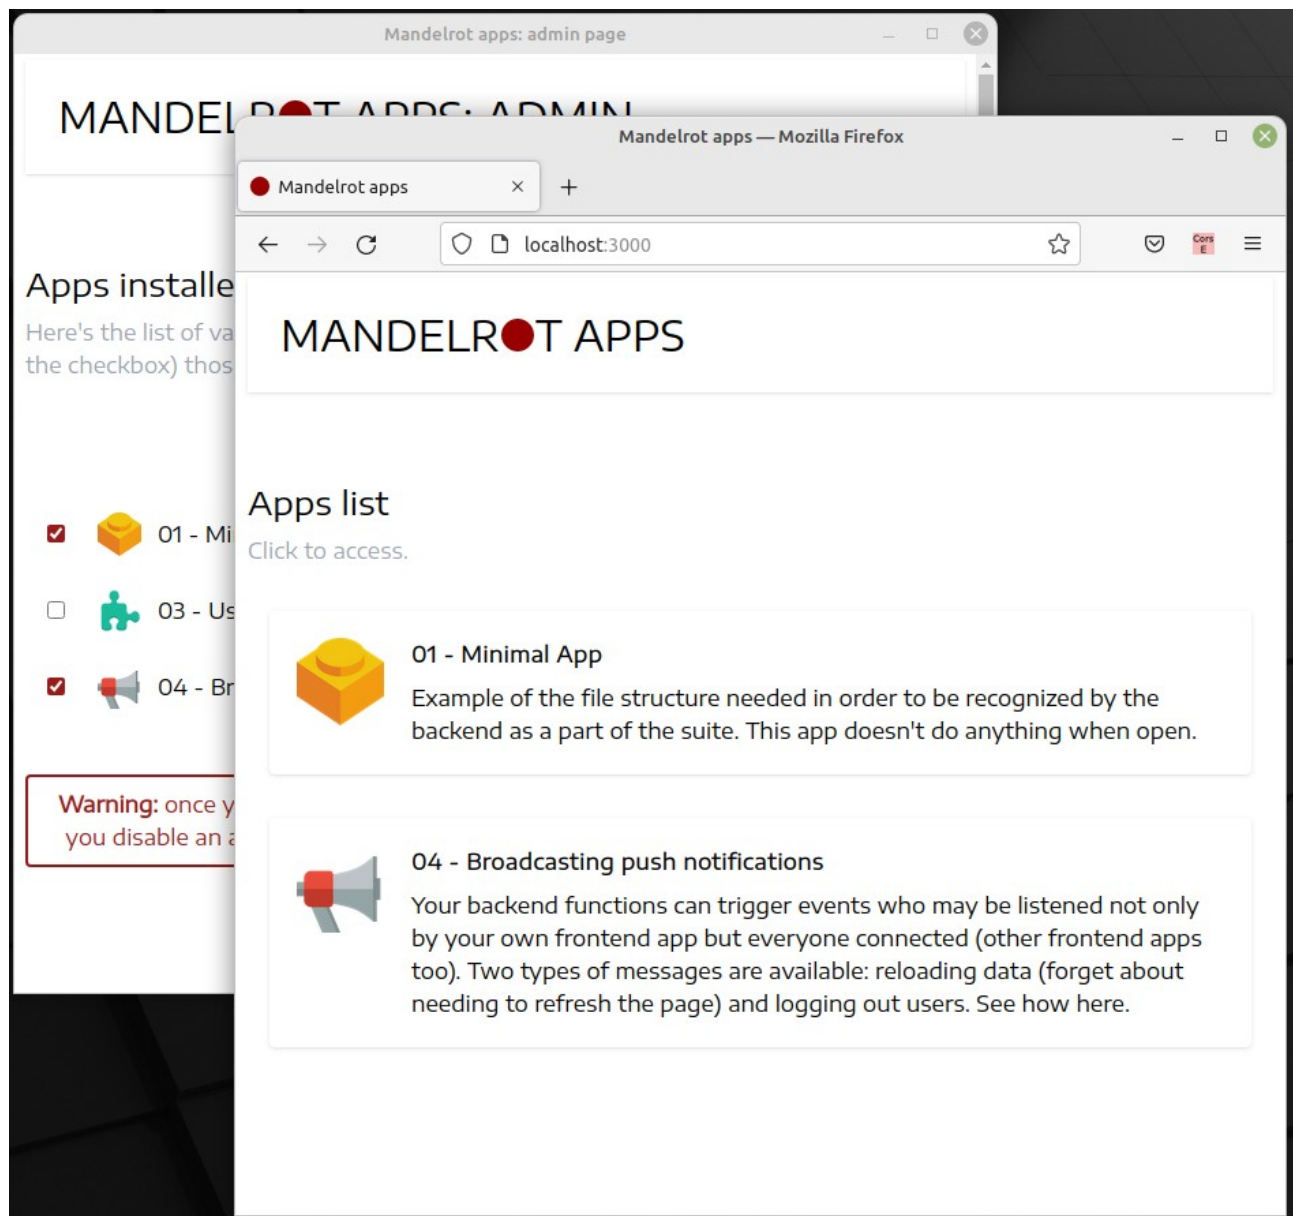 Mandelrot apps: admin page
MANDELR T APPS: ADMIN
Mandelrot apps — Mozilla Firefox
Mandelrot apps
localhost:3000
Cors
E
MANDELR T APPS
Apps installe
Here's the list of va
the checkbox) thos
01 - Mi
03 - Us
04 - Br
Warning: once y
you disable an a
Apps list
Click to access.
01 - Minimal App
Example of the file structure needed in order to be recognized by the
backend as a part of the suite. This app doesn't do anything when open.
04 - Broadcasting push notifications
Your backend functions can trigger events who may be listened not only
by your own frontend app but everyone connected (other frontend apps
too). Two types of messages are available: reloading data (forget about
needing to refresh the page) and logging out users. See how here.